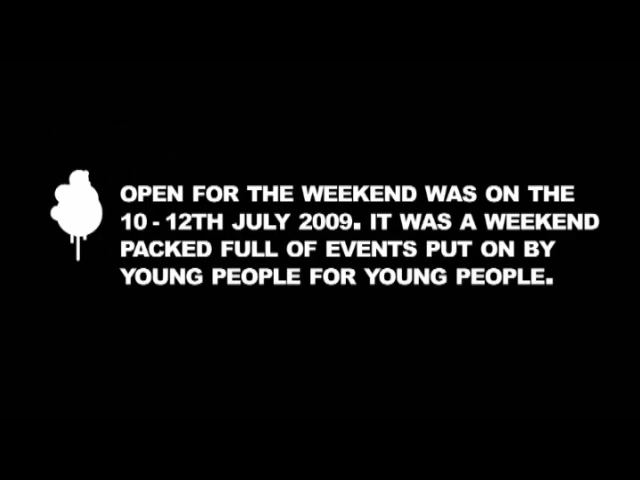 OPEN FOR THE WEEKEND WAS ON THE
10 - 12TH JULY 2009. IT WAS A WEEKEND
PACKED FULL OF EVENTS PUT ON BY
YOUNG PEOPLE FOR YOUNG PEOPLE.